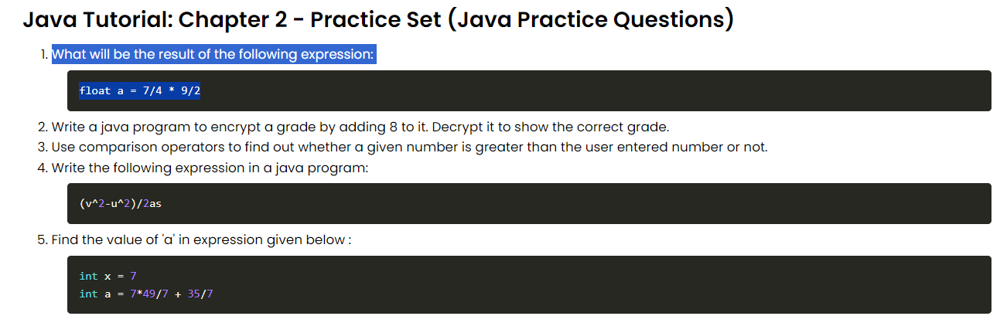 Java Tutorial: Chapter 2 - Practice Set (Java Practice Questions)
1. What will be the result of the following expression:
float a = 7/4 * 9/2
2. Write a java program to encrypt a grade by adding 8 to it. Decrypt it to show the correct grade.
3. Use comparison operators to find out whether a given number is greater than the user entered number or not.
4. Write the following expression in a java program:
(v^2-u^2)/2as
5. Find the value of 'a' in expression given below :
int x = 7
int a = 7*49/7 + 35/7